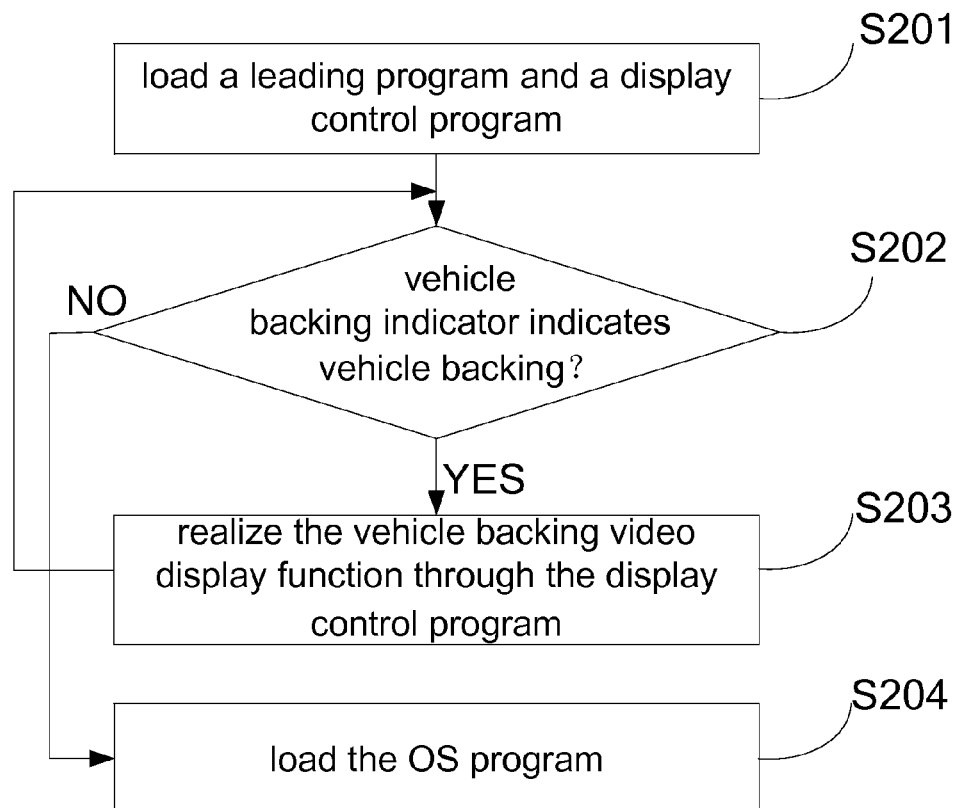 S201
load a leading program and a display
control program
S202
NO
vehicle
backing indicator indicates
vehicle backing？
YES
S203
realize the vehicle backing video
display function through the display
control program
S204
load the OS program